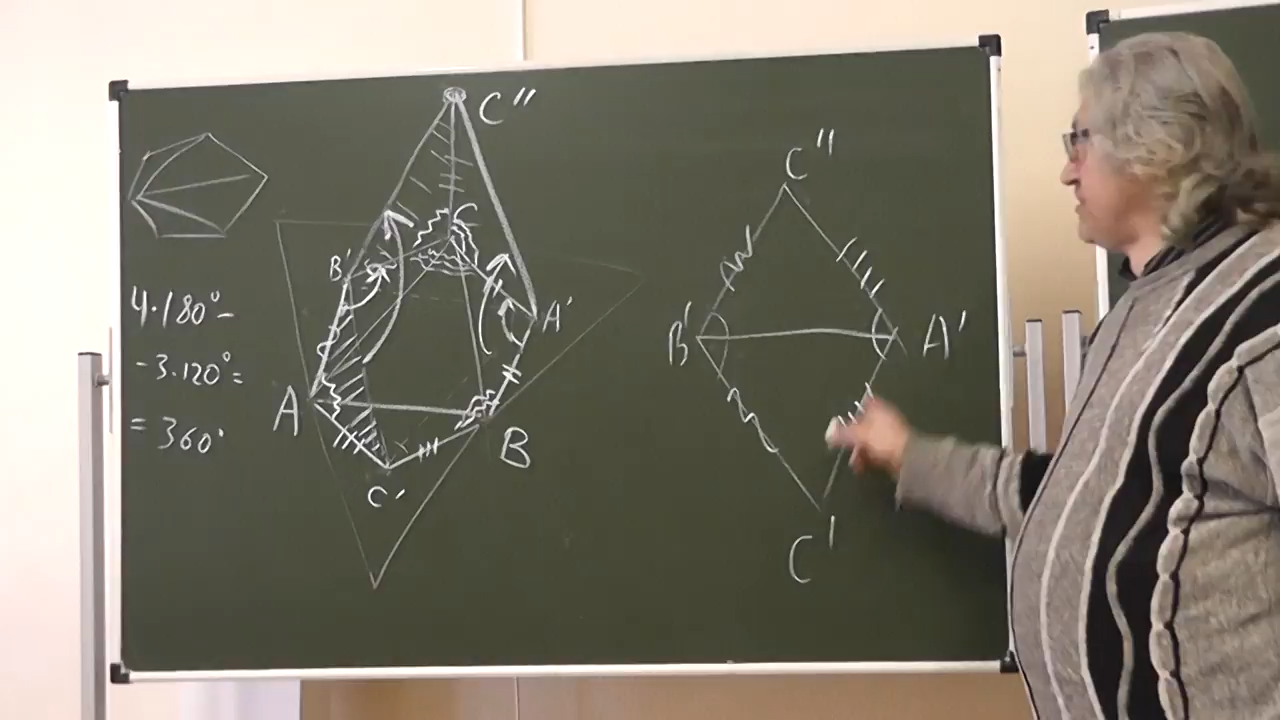 C''
C
B'
A'
A
B
C'
4·180°-
-3·120°=
= 360°
C''
B'
A'
C'